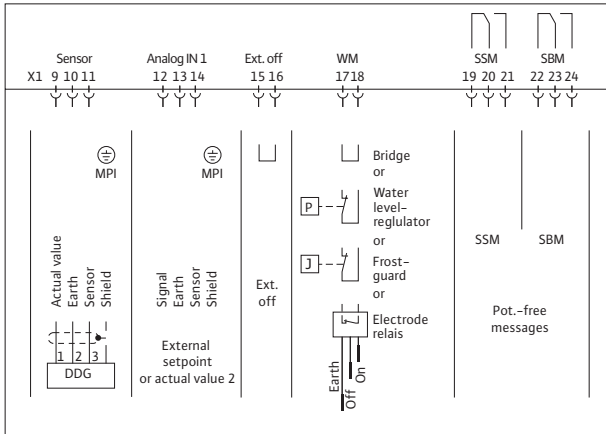 Sensor
Analog IN 1
Ext. off
WM
SSM
SBM
X1 9 10 11
12 13 14
15 16
17 18
19 20 21
22 23 24
MPI
MPI
Bridge
or
P
Water
level–
reglulator
or
J
Frost–
guard
or
Electrode
relais
Earth
Off
On
Actual value
Earth
Sensor
Shield
1 2 3
DDG
Signal
Earth
Sensor
Shield
External
setpoint
or actual value 2
Ext.
off
SSM
SBM
Pot.–free
messages